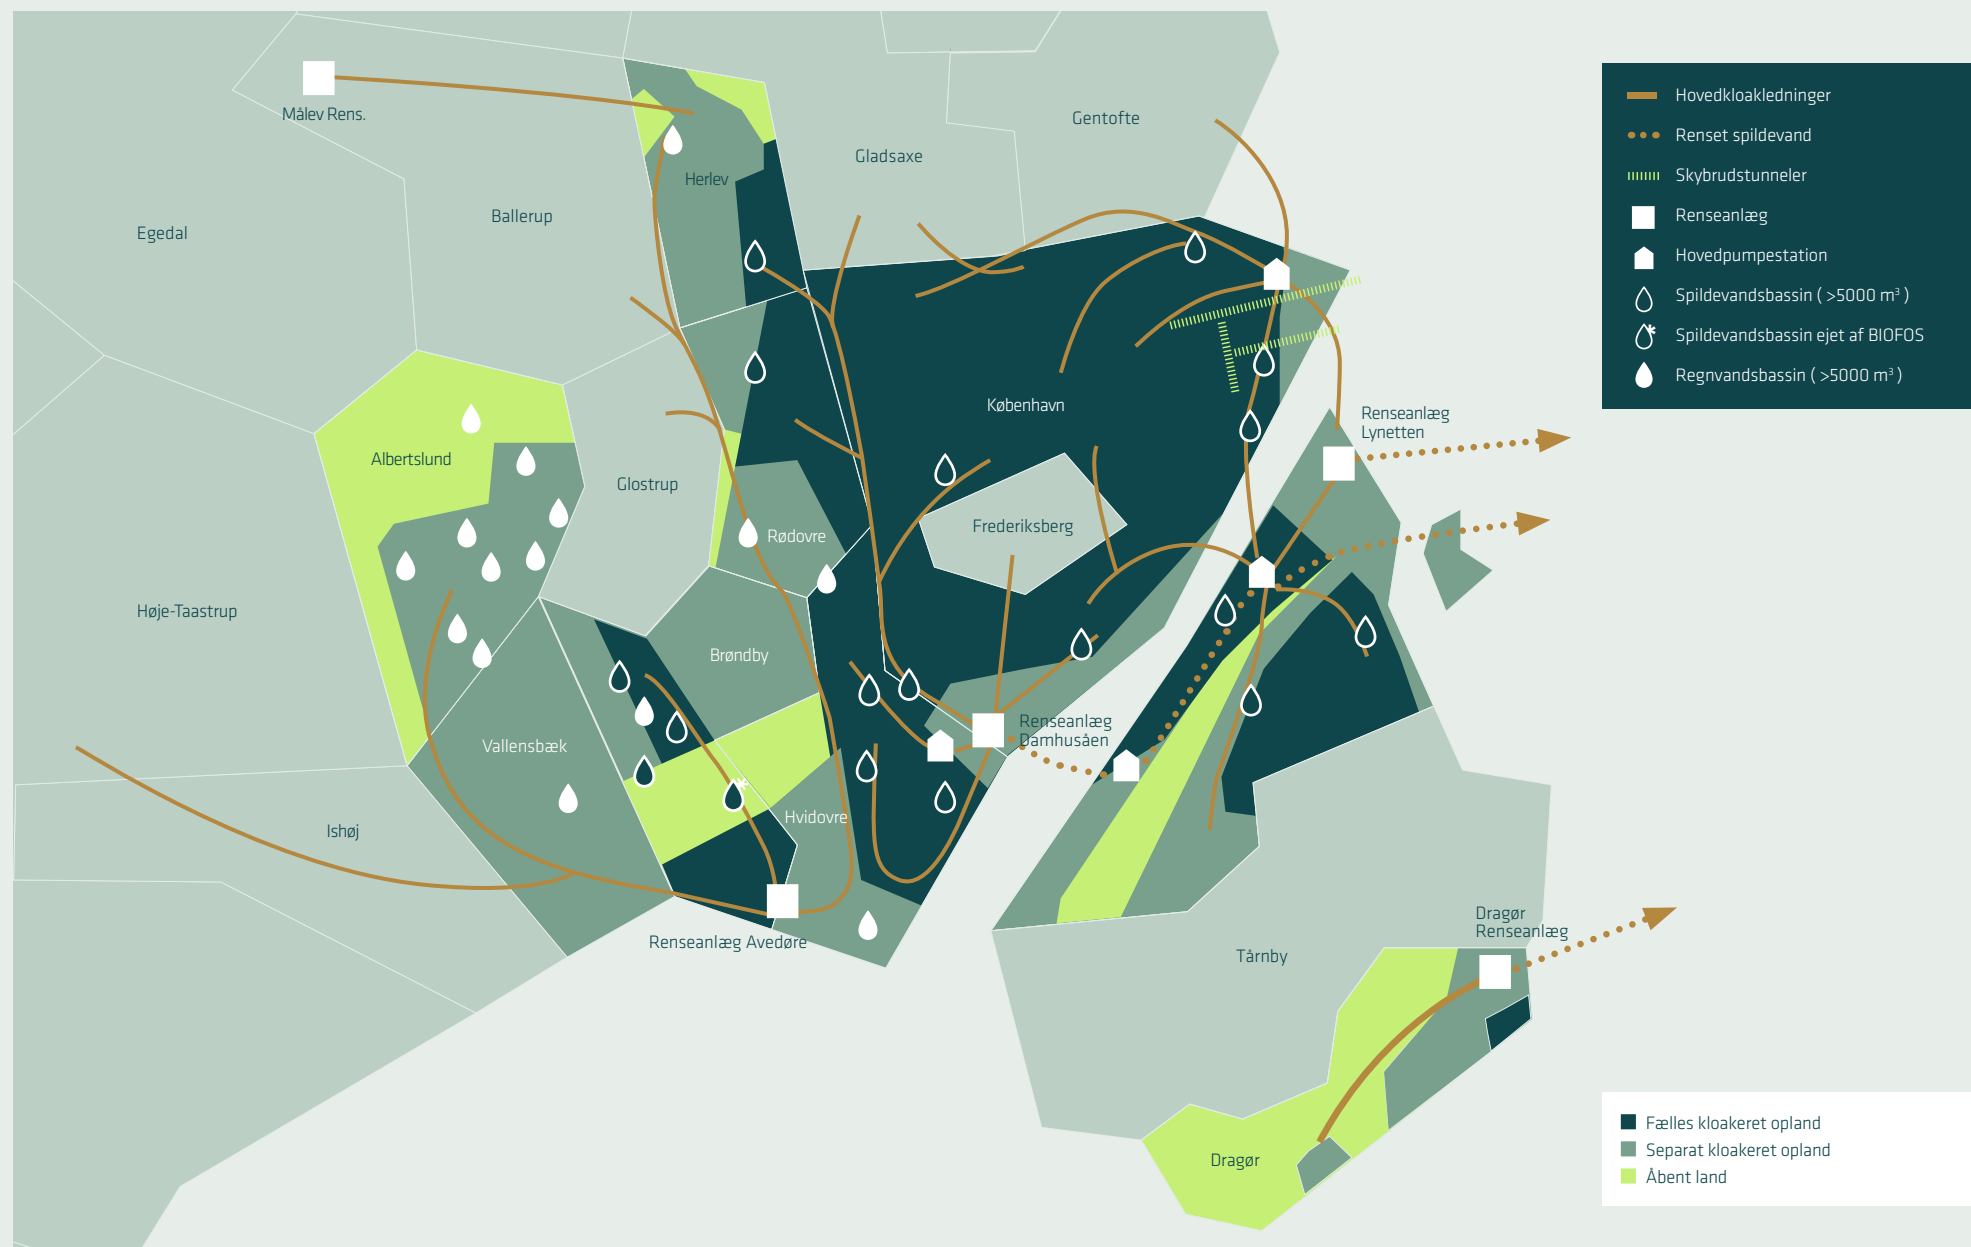 Målev Rens.
Herlev
Gladsaxe
Gentofte
Egedal
Ballerup
København
Albertslund
Glostrup
Rødovre
Frederiksberg
Høje-Taastrup
Brøndby
Vallensbæk
Ishøj
Hvidovre
Renseanlæg
Damhusåen
Renseanlæg Avedøre
Renseanlæg
Lynetten
Tårnby
Dragør
Renseanlæg
Dragør
Hovedkloakledninger
Renset spildevand
Skybrudstunneler
Renseanlæg
Hovedpumpestation
Spildevandsbassin ( >5000 m³ )
Spildevandsbassin ejet af BIOFOS
Regnvandsbassin ( >5000 m³ )
Fælles kloakeret opland
Separat kloakeret opland
Åbent land